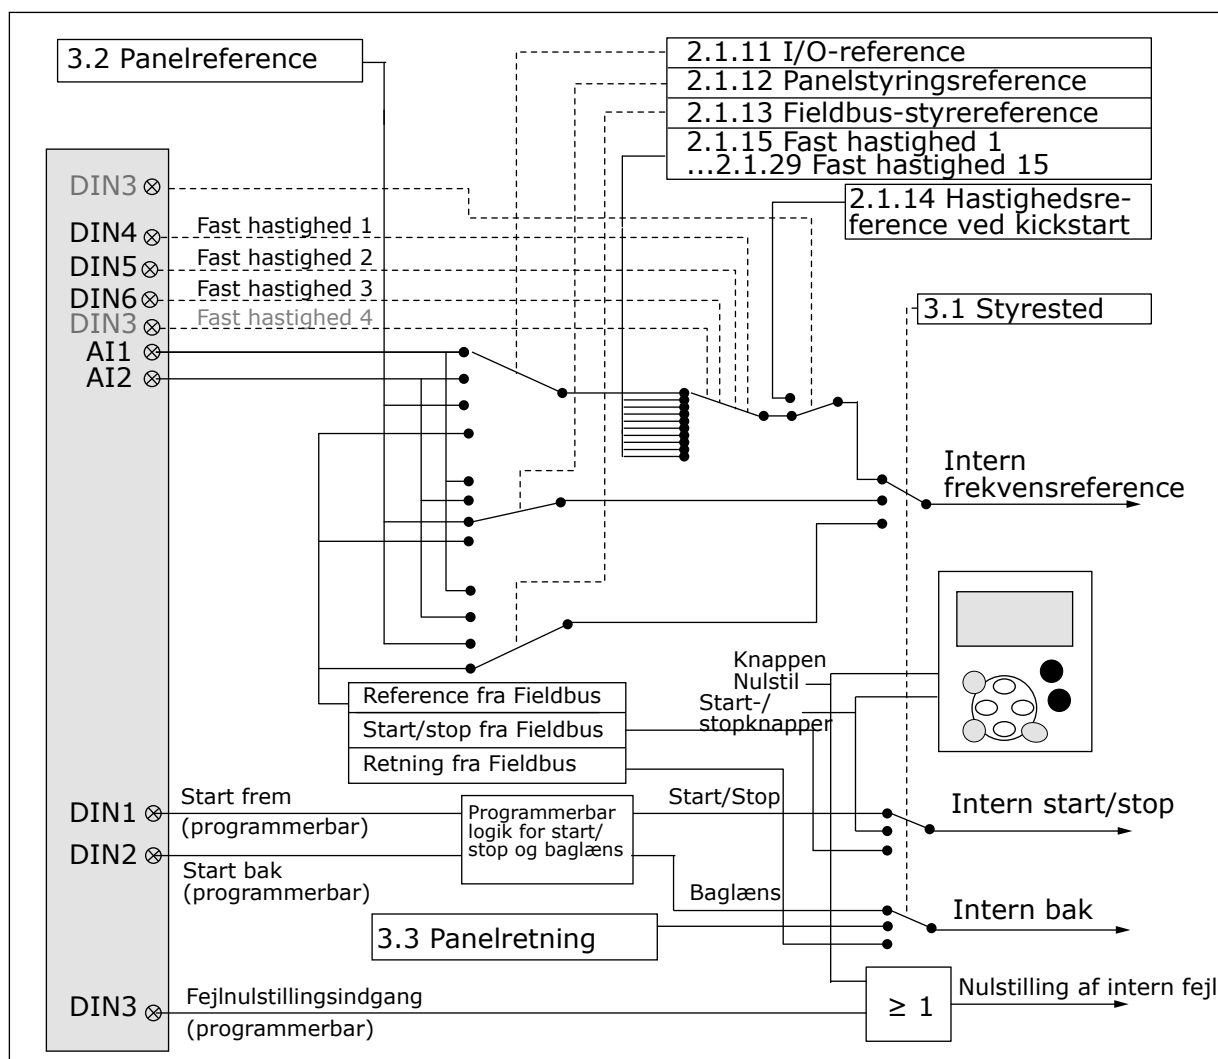 3.2 Panelreference
2.1.11 I/O-reference
2.1.12 Panelstyringsreference
2.1.13 Fieldbus-styrereference
2.1.15 Fast hastighed 1
...2.1.29 Fast hastighed 15
2.1.14 Hastighedsre-
ference ved kickstart
3.1 Styrested
DIN3
DIN4
Fast hastighed 1
DIN5
Fast hastighed 2
DIN6
Fast hastighed 3
DIN3
Fast hastighed 4
AI1
AI2
Intern
frekvensreference
Knappen
Nulstil
Start-/
stopknapper
Reference fra Fieldbus
Start/stop fra Fieldbus
Retning fra Fieldbus
DIN1
Start frem
(programmerbar)
Programmerbar
logik for start/
stop og baglæns
Start/Stop
Intern start/stop
DIN2
Start bak
(programmerbar)
Baglæns
Intern bak
3.3 Panelretning
DIN3
Fejlnulstillingsindgang
(programmerbar)
≥ 1
Nulstilling af intern fejl